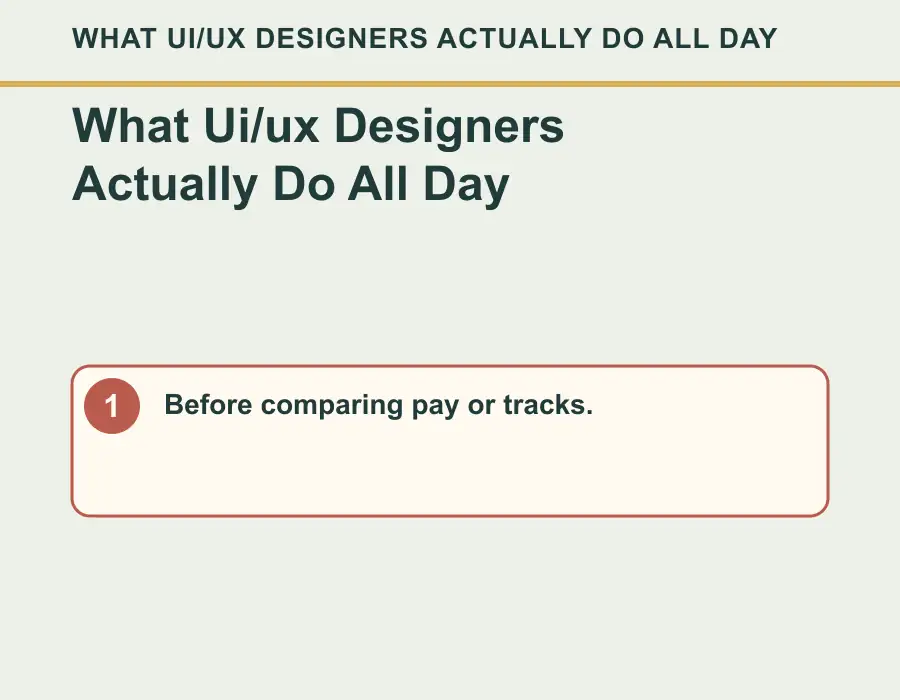 WHAT UI/UX DESIGNERS ACTUALLY DO ALL DAY
What Ui/ux Designers
Actually Do All Day
1 Before comparing pay or tracks.